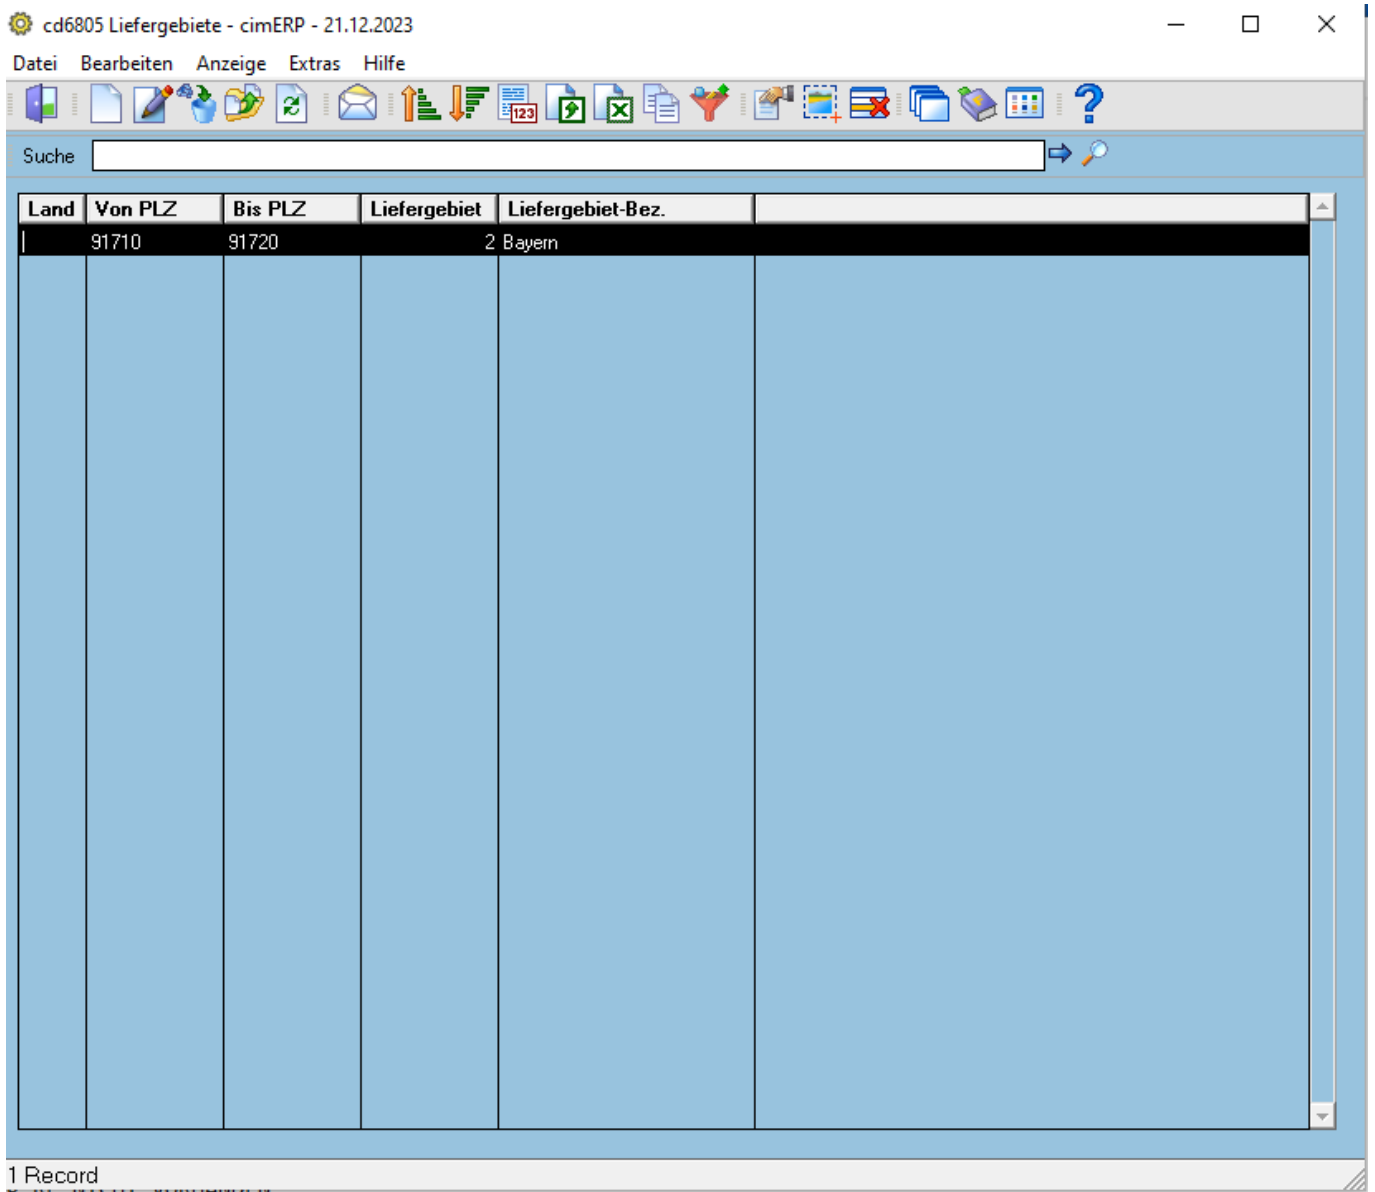 cd6805 Liefergebiete - cimERP - 21.12.2023
Datei Bearbeiten Anzeige Extras Hilfe
123
Suche
Land Von PLZ Bis PLZ Liefergebiet Liefergebiet-Bez.
91710 91720 2 Bayern
1 Record